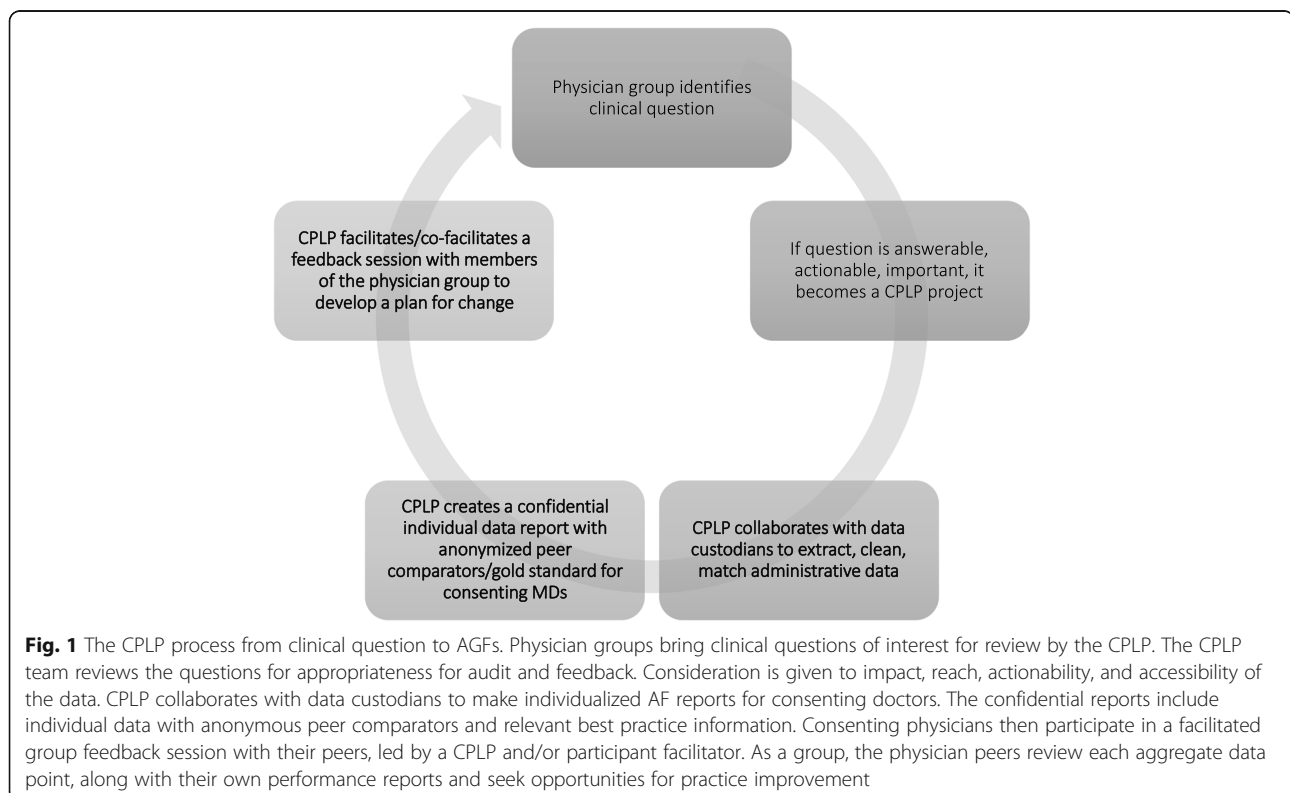 Physician group identifies
clinical question
If question is answerable,
actionable, important, it
becomes a CPLP project
CPLP collaborates with data
custodians to extract, clean,
match administrative data
CPLP creates a confidential
individual data report with
anonymized peer
comparators/gold standard for
consenting MDs
CPLP facilitates/co-facilitates a
feedback session with members
of the physician group to
develop a plan for change
Fig. 1 The CPLP process from clinical question to AGFs. Physician groups bring clinical questions of interest for review by the CPLP. The CPLP
team reviews the questions for appropriateness for audit and feedback. Consideration is given to impact, reach, actionability, and accessibility of
the data. CPLP collaborates with data custodians to make individualized AF reports for consenting doctors. The confidential reports include
individual data with anonymous peer comparators and relevant best practice information. Consenting physicians then participate in a facilitated
group feedback session with their peers, led by a CPLP and/or participant facilitator. As a group, the physician peers review each aggregate data
point, along with their own performance reports and seek opportunities for practice improvement